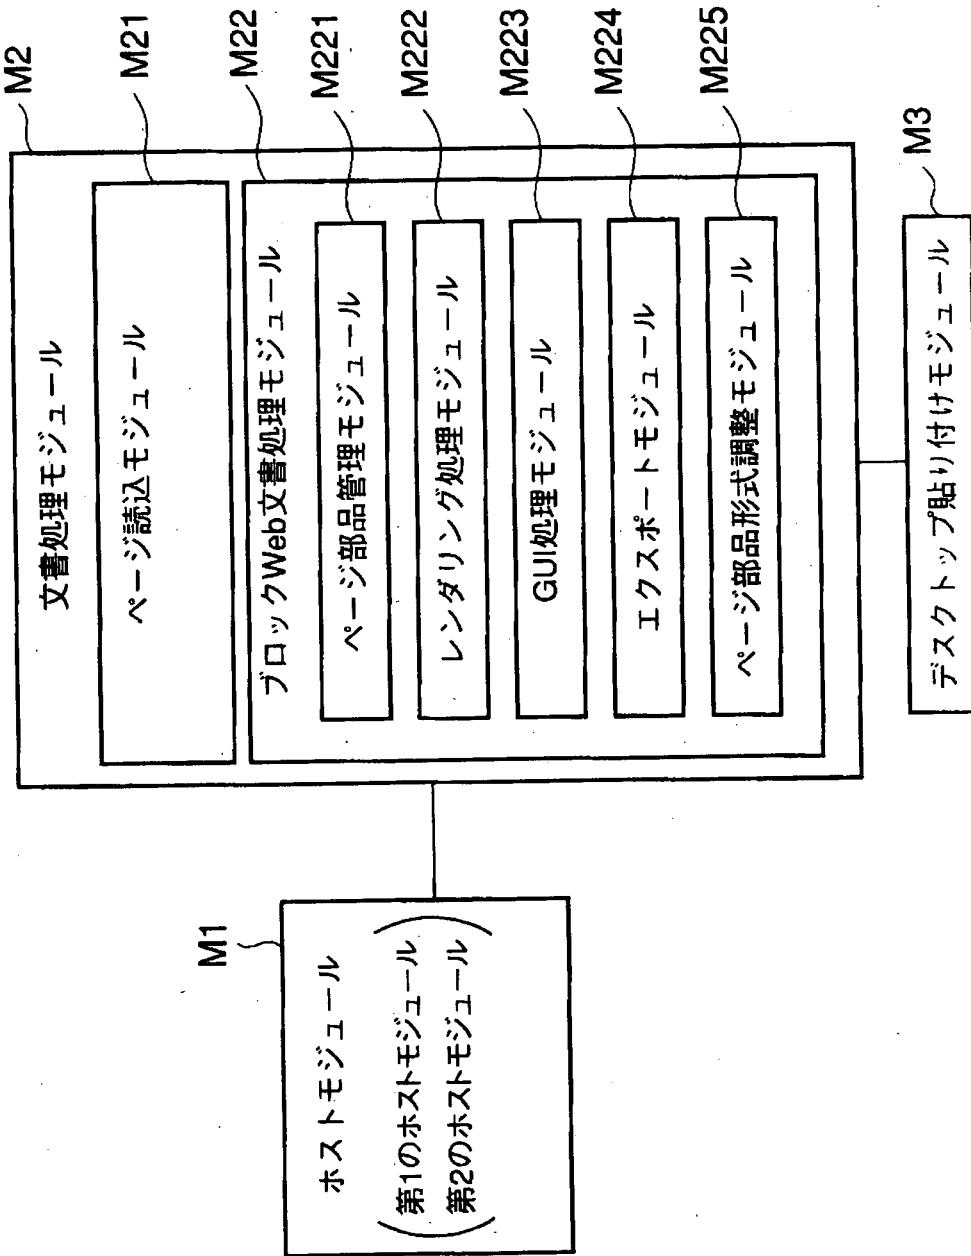 M1
ホストモジュール
第1のホストモジュール
第2のホストモジュール
M2
文書処理モジュール
M21
ページ読込モジュール
M22
ブロックWeb文書処理モジュール
M221
ページ部品管理モジュール
M222
レンダリング処理モジュール
M223
GUI処理モジュール
M224
エクスポートモジュール
M225
ページ部品形式調整モジュール
M3
デスクトップ貼り付けモジュール